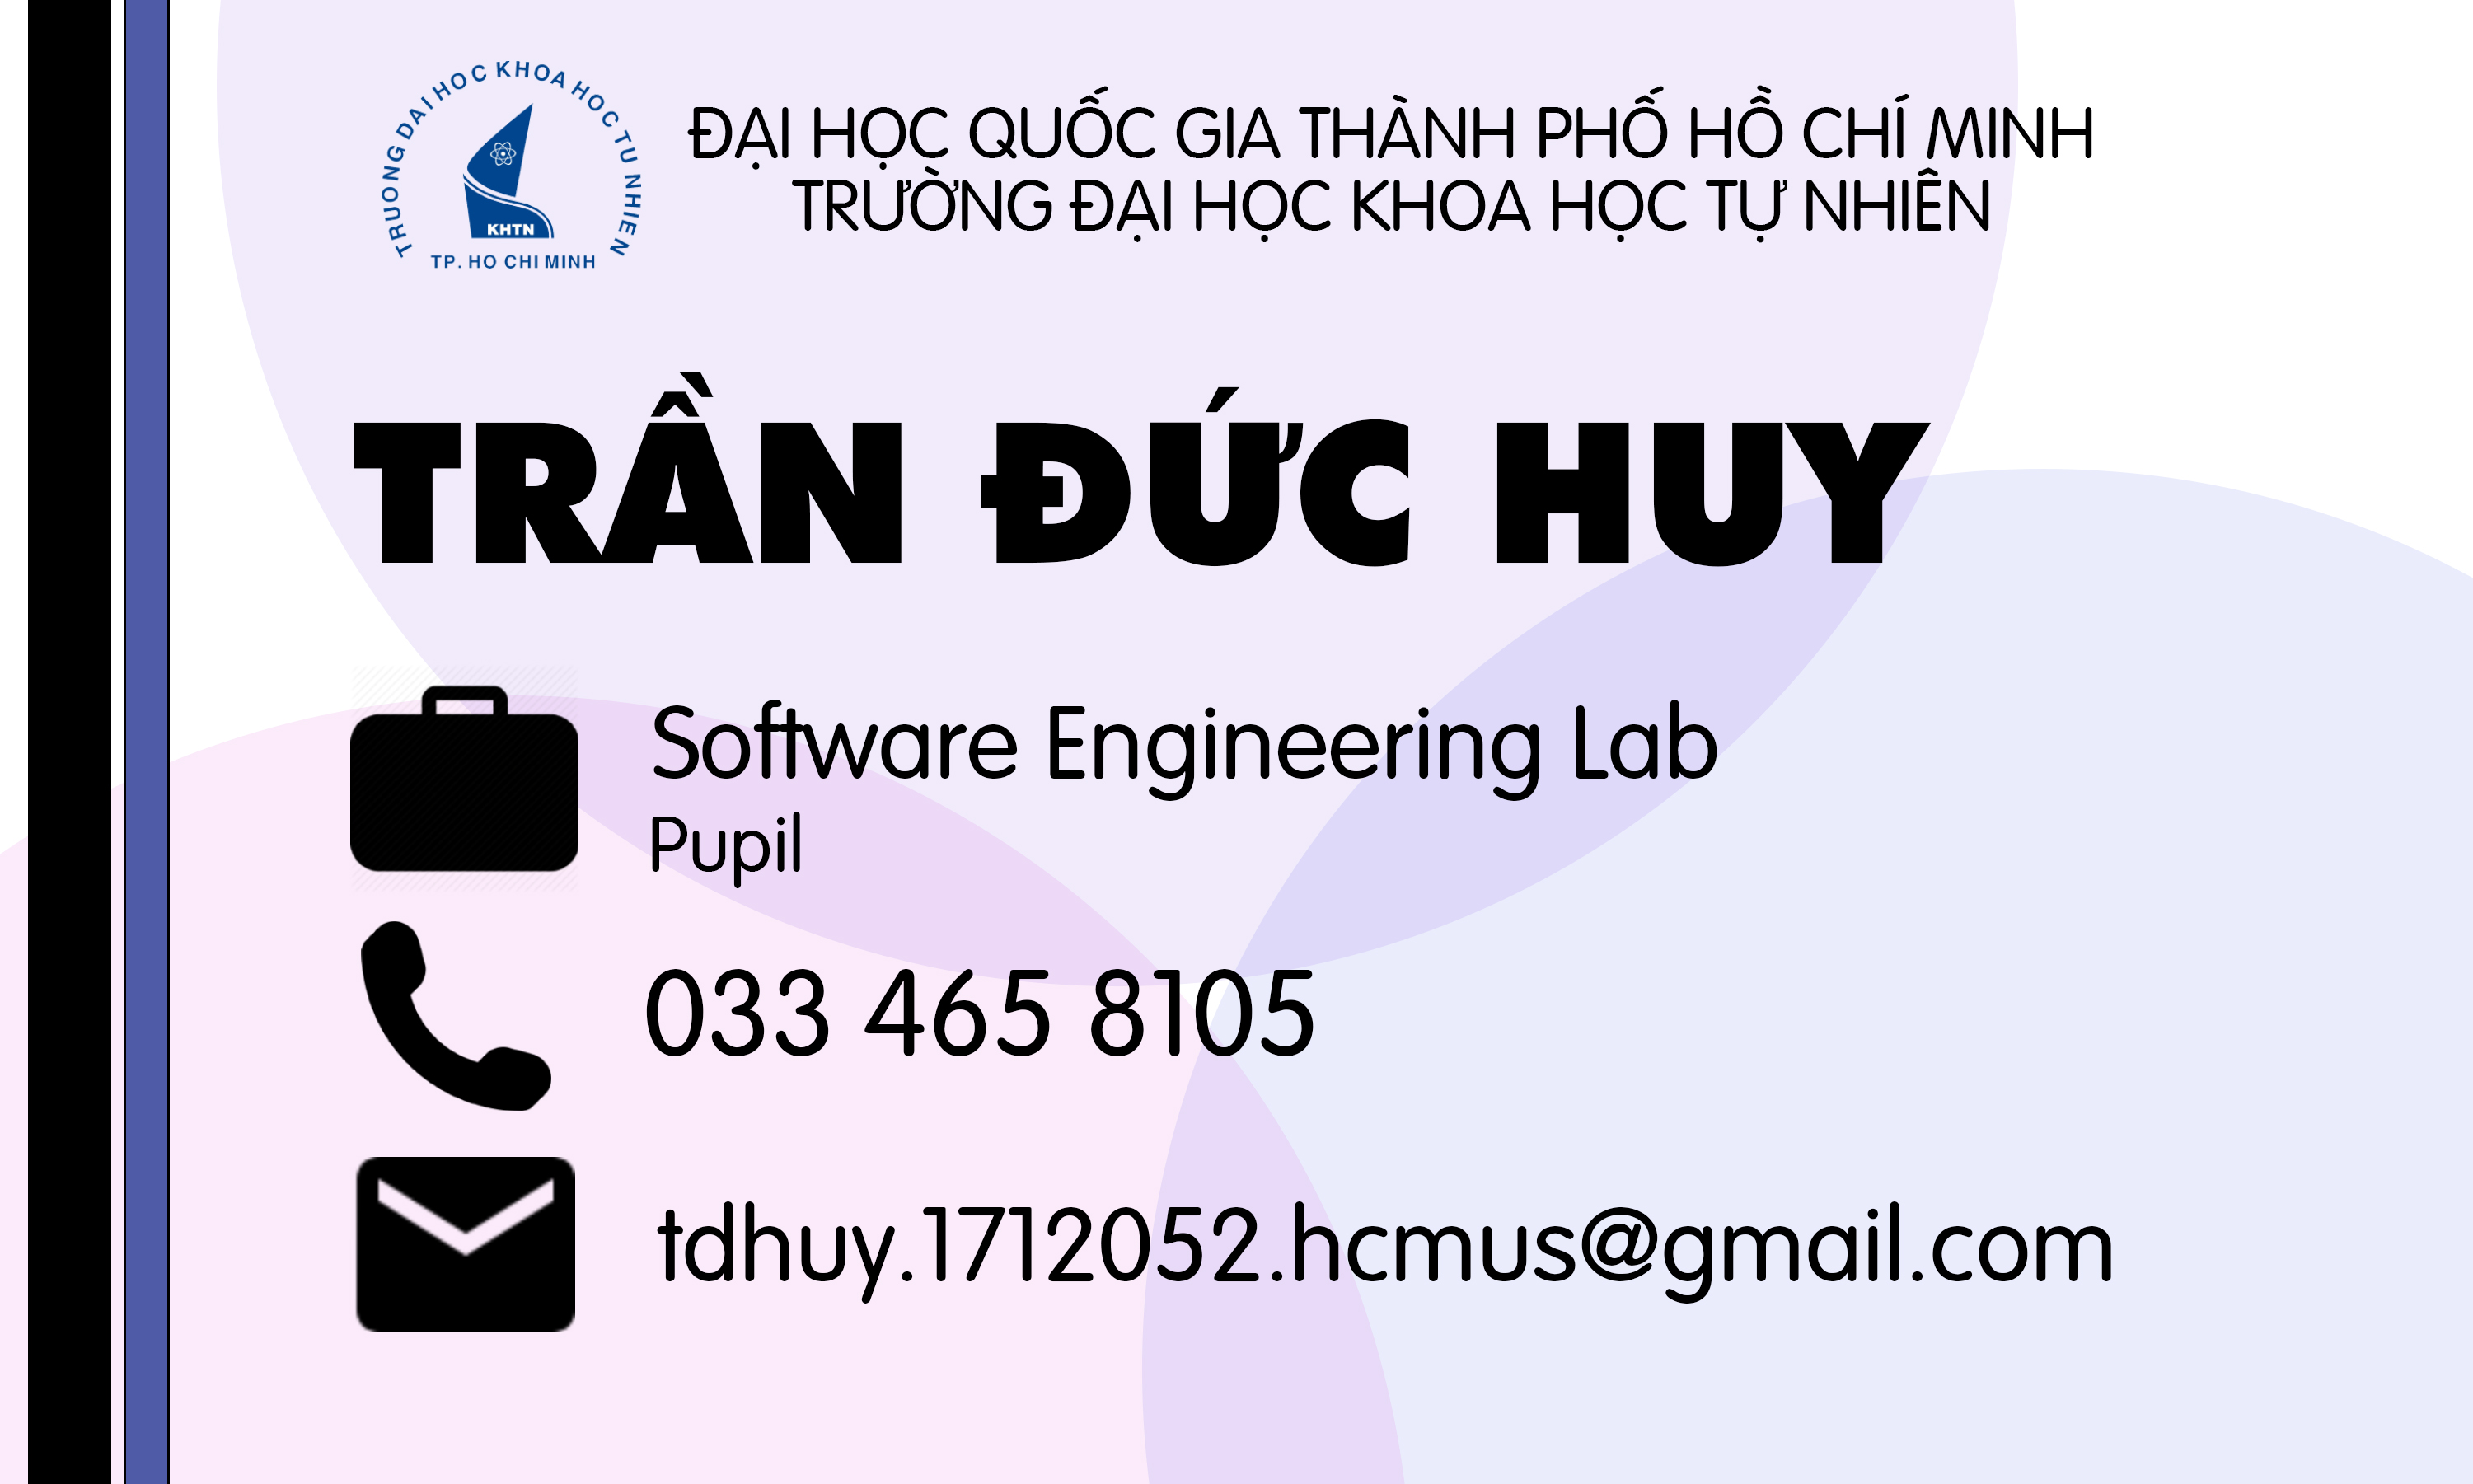 TRUONG DAI HOC KHOA HOC TU NHIEN
KHTN
TP. HO CHI MINH
ĐẠI HỌC QUỐC GIA THÀNH PHỐ HỒ CHÍ MINH
TRƯỜNG ĐẠI HỌC KHOA HỌC TỰ NHIÊN
TRẦN ĐỨC HUY
Software Engineering Lab
Pupil
033 465 8105
tdhuy.1712052.hcmus@gmail.com